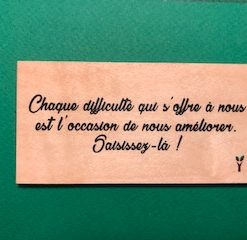 Chaque difficulté qui s'offre à nous
est l'occasion de nous améliorer.
Saisissez-là !